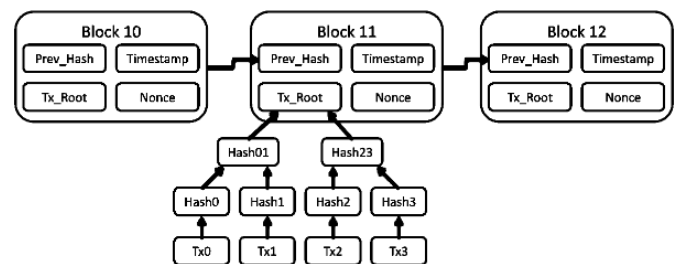 Block 10
Block 11
Block 12
Prev_Hash Timestamp
Prev_Hash Timestamp
Prev_Hash Timestamp
Tx_Root Nonce
Tx_Root Nonce
Tx_Root Nonce
Hash01 Hash23
Hash0 Hash1 Hash2 Hash3
Tx0 Tx1 Tx2 Tx3